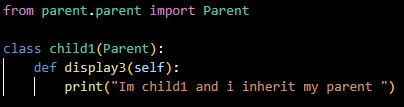 from parent.parent import Parent
class child1(Parent):
def display3(self):
print("Im child1 and i inherit my parent ")